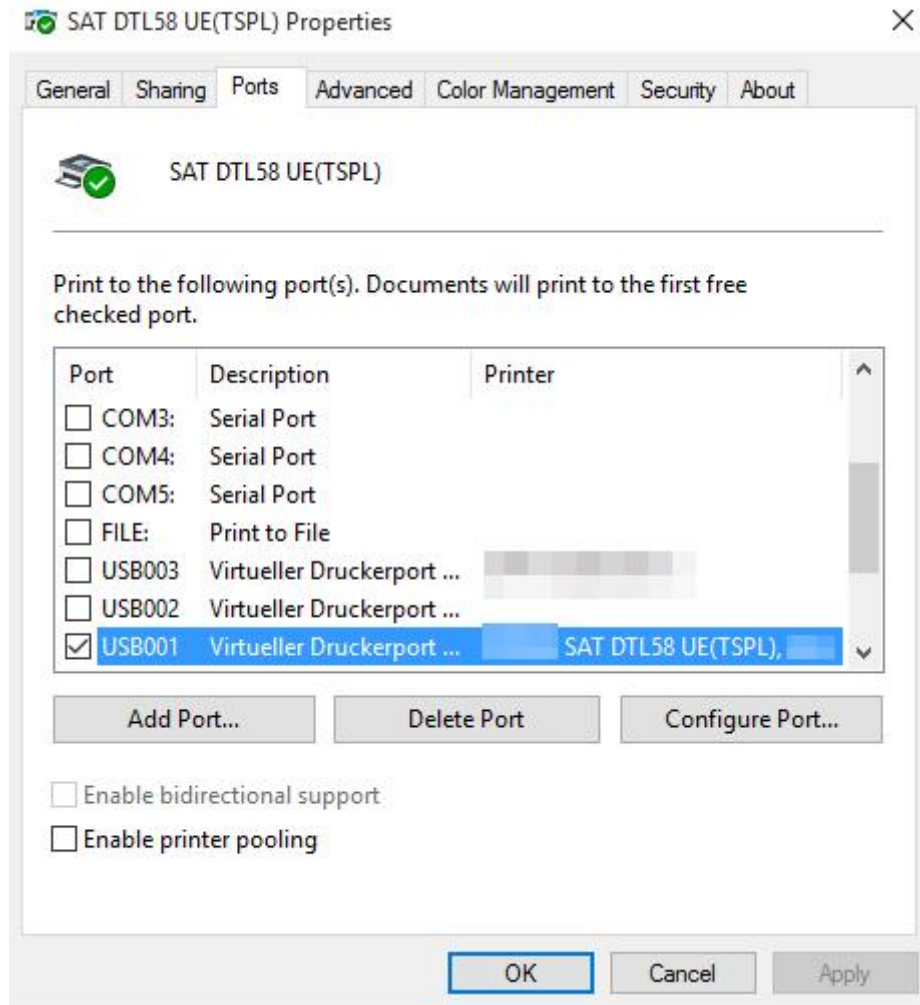 SAT DTL58 UE(TSPL) Properties
General Sharing Ports Advanced Color Management Security About
SAT DTL58 UE(TSPL)
Print to the following port(s). Documents will print to the first free
checked port.
Port Description Printer
COM3: Serial Port
COM4: Serial Port
COM5: Serial Port
FILE: Print to File
USB003 Virtueller Druckerport ...
USB002 Virtueller Druckerport ...
USB001 Virtueller Druckerport ... SAT DTL58 UE(TSPL),
Add Port... Delete Port Configure Port...
Enable bidirectional support
Enable printer pooling
OK Cancel Apply